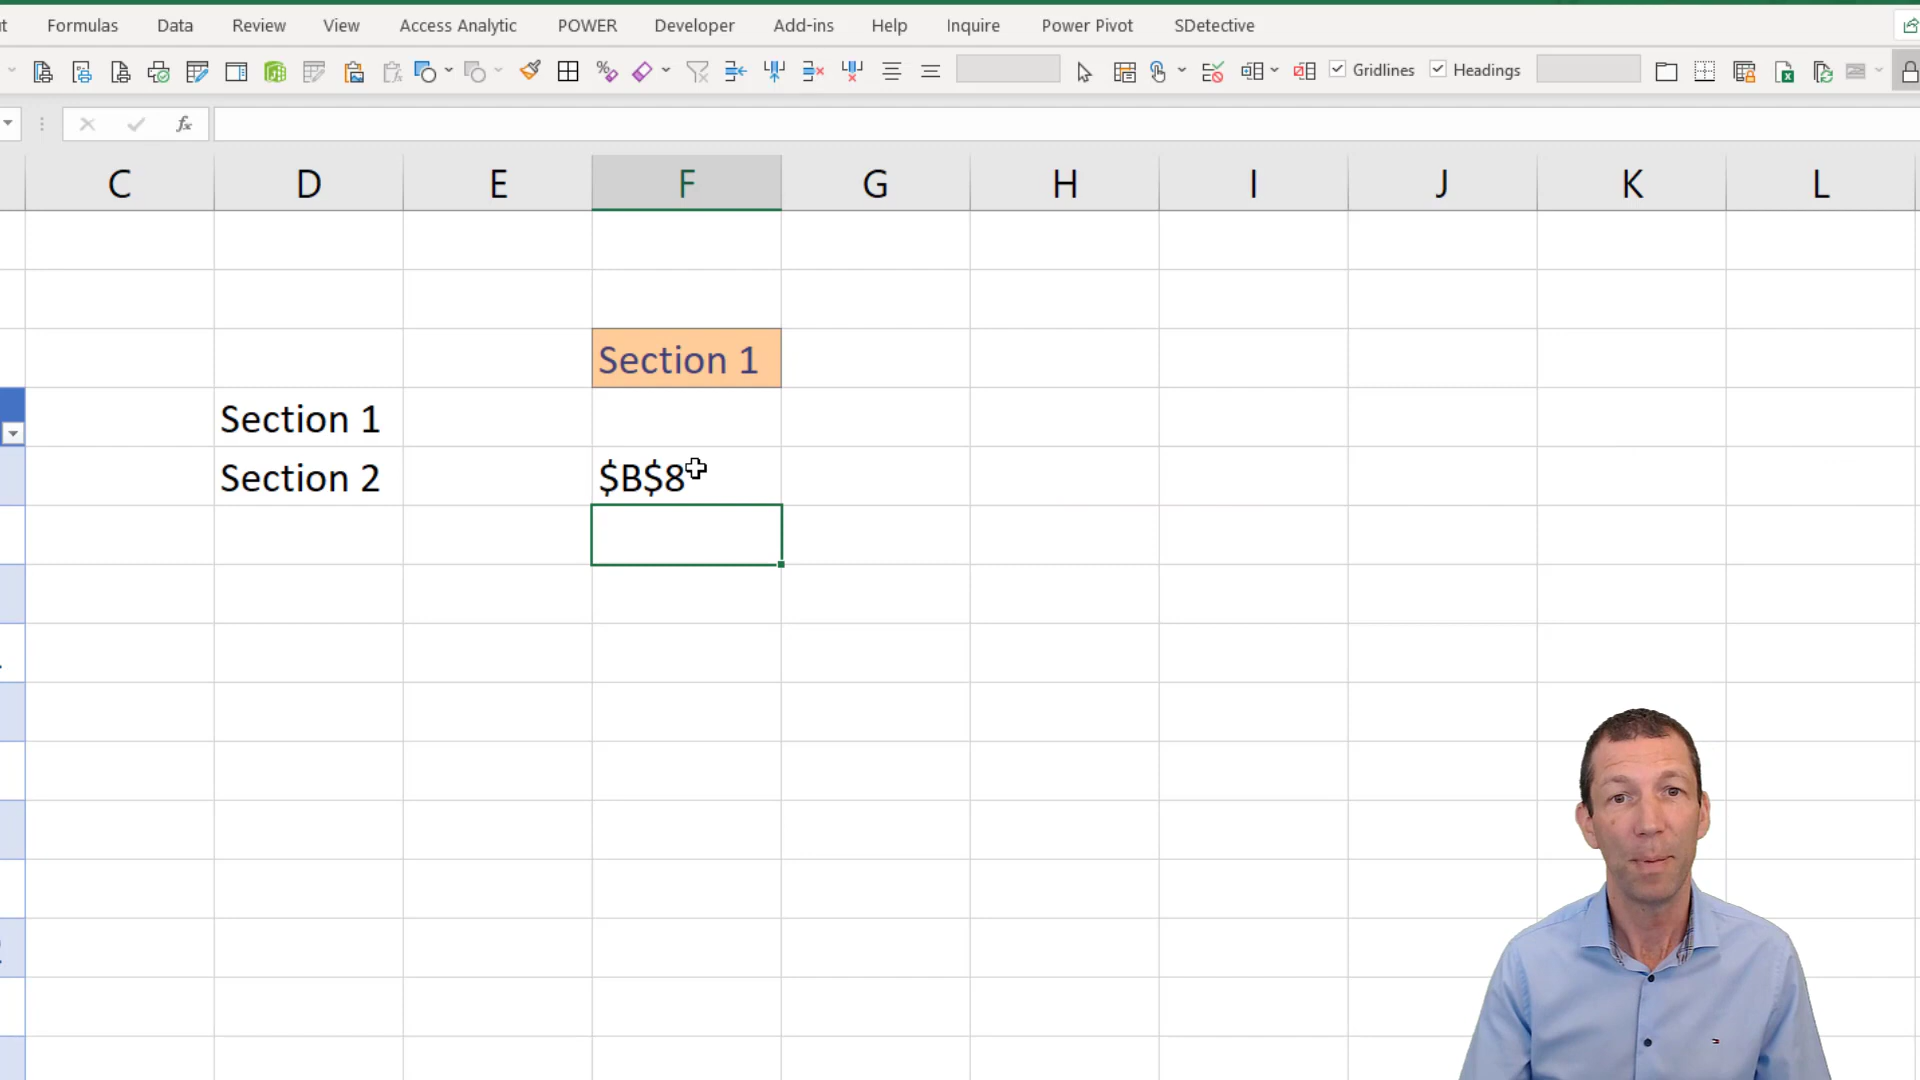 Formulas Data Review View Access Analytic POWER Developer Add-ins Help Inquire Power Pivot SDetective
Gridlines Headings
fx
C D E F G H I J K L
Section 1
Section 1
Section 2 $B$8